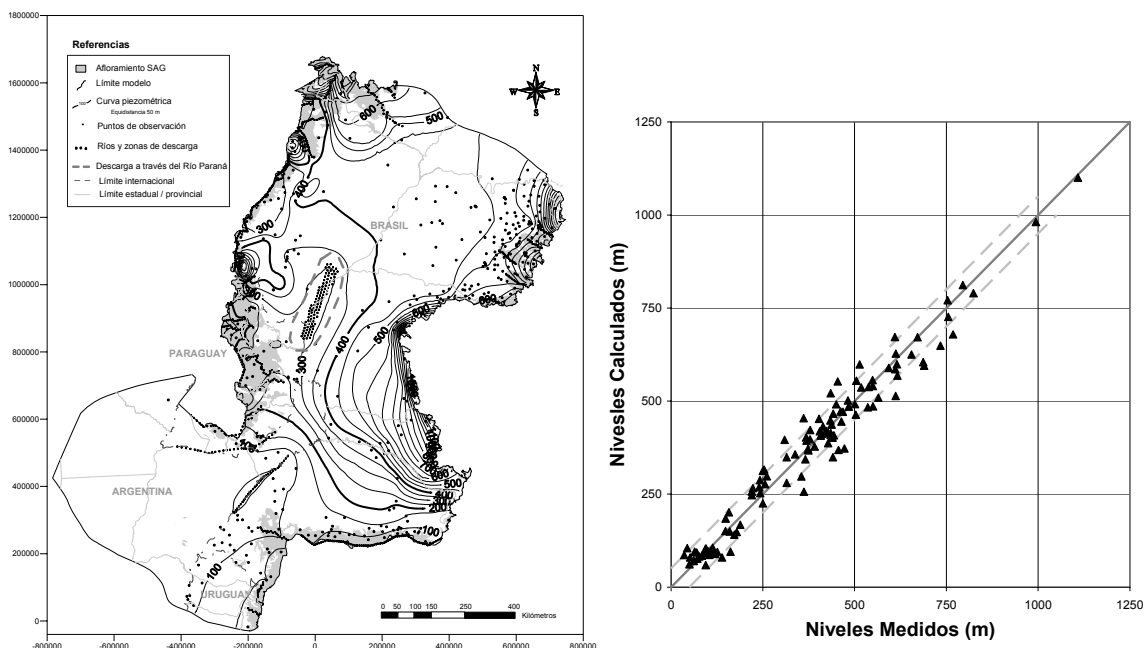 Referencias
Afloramiento SAG
Límite modelo
Curva piezométrica
Equidistancia 50 m
Puntos de observación
Ríos y zonas de descarga
Descarga a través del Río Paraná
Límite internacional
Límite estadual / provincial
N
W E
S
1800000
1600000
1400000
1200000
1000000
800000
600000
400000
200000
0
-800000 -600000 -400000 -200000 0 200000 400000 600000 800000
BRASIL
PARAGUAY
ARGENTINA
URUGUAY
600
500
400
300
600
500
400
300
500
400
300
200
100
100
0 50 100 150 250 400
Kilómetros
Nivesles Calculados (m)
1250
1000
750
500
250
0
0 250 500 750 1000 1250
Niveles Medidos (m)